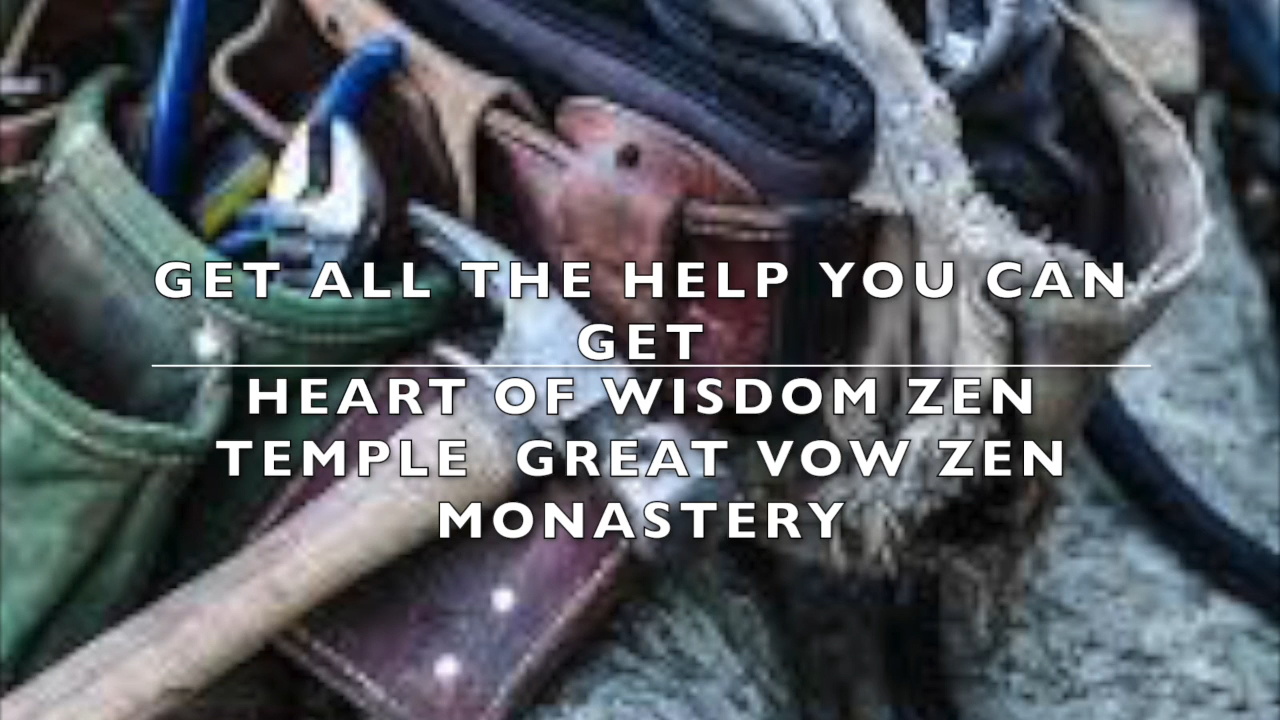 GET ALL THE HELP YOU CAN
GET
HEART OF WISDOM ZEN
TEMPLE  GREAT VOW ZEN
MONASTERY